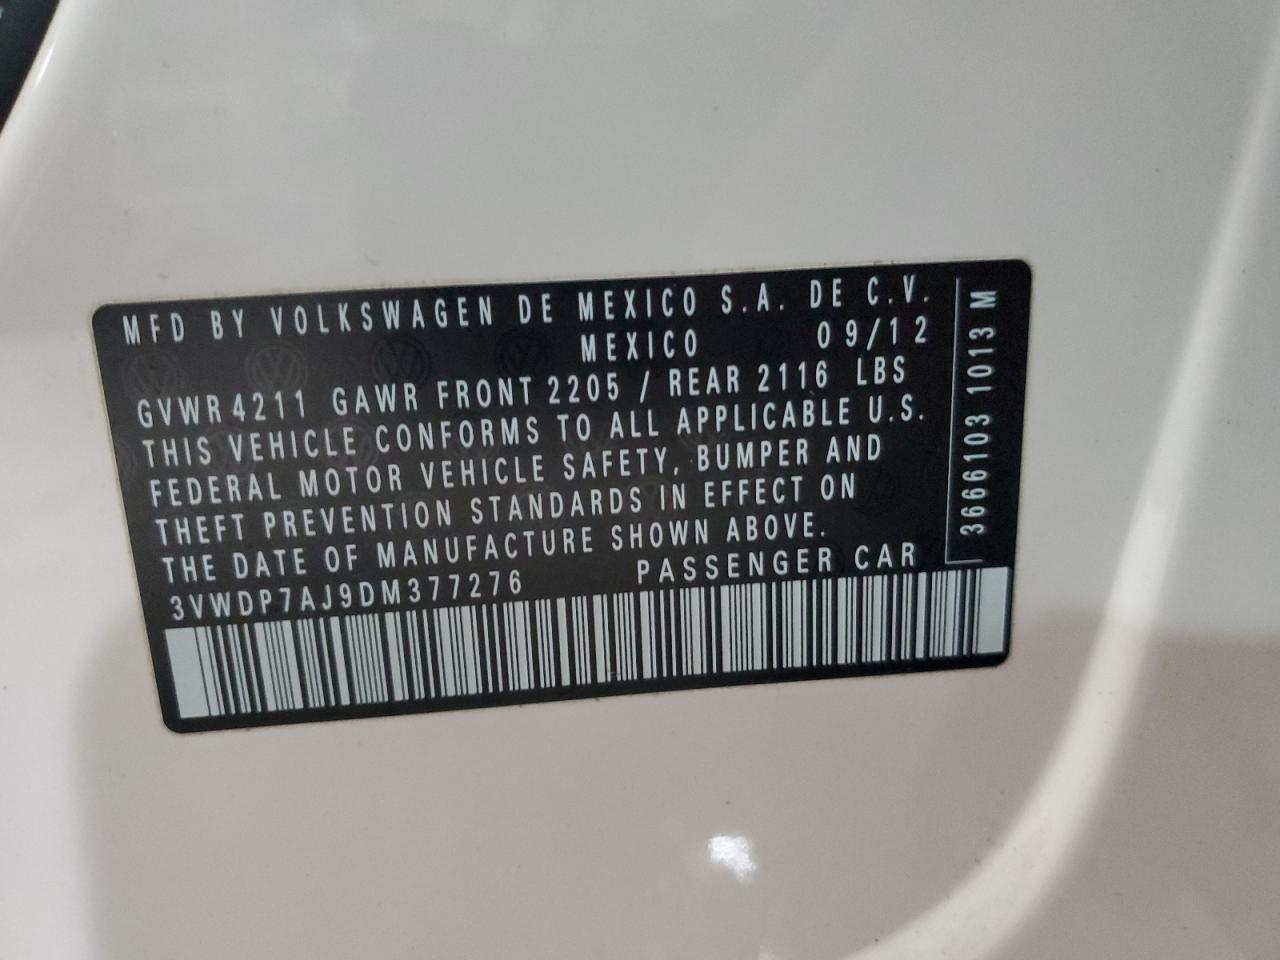 MFD BY VOLKSWAGEN DE MEXICO S.A. DE C.V.
MEXICO 09/12
GVWR 4211 GAWR FRONT 2205 / REAR 2116 LBS
THIS VEHICLE CONFORMS TO ALL APPLICABLE U.S.
FEDERAL MOTOR VEHICLE SAFETY, BUMPER AND
THEFT PREVENTION STANDARDS IN EFFECT ON
THE DATE OF MANUFACTURE SHOWN ABOVE.
3VWDP7AJ9DM377276 PASSENGER CAR
3666103 1013 M